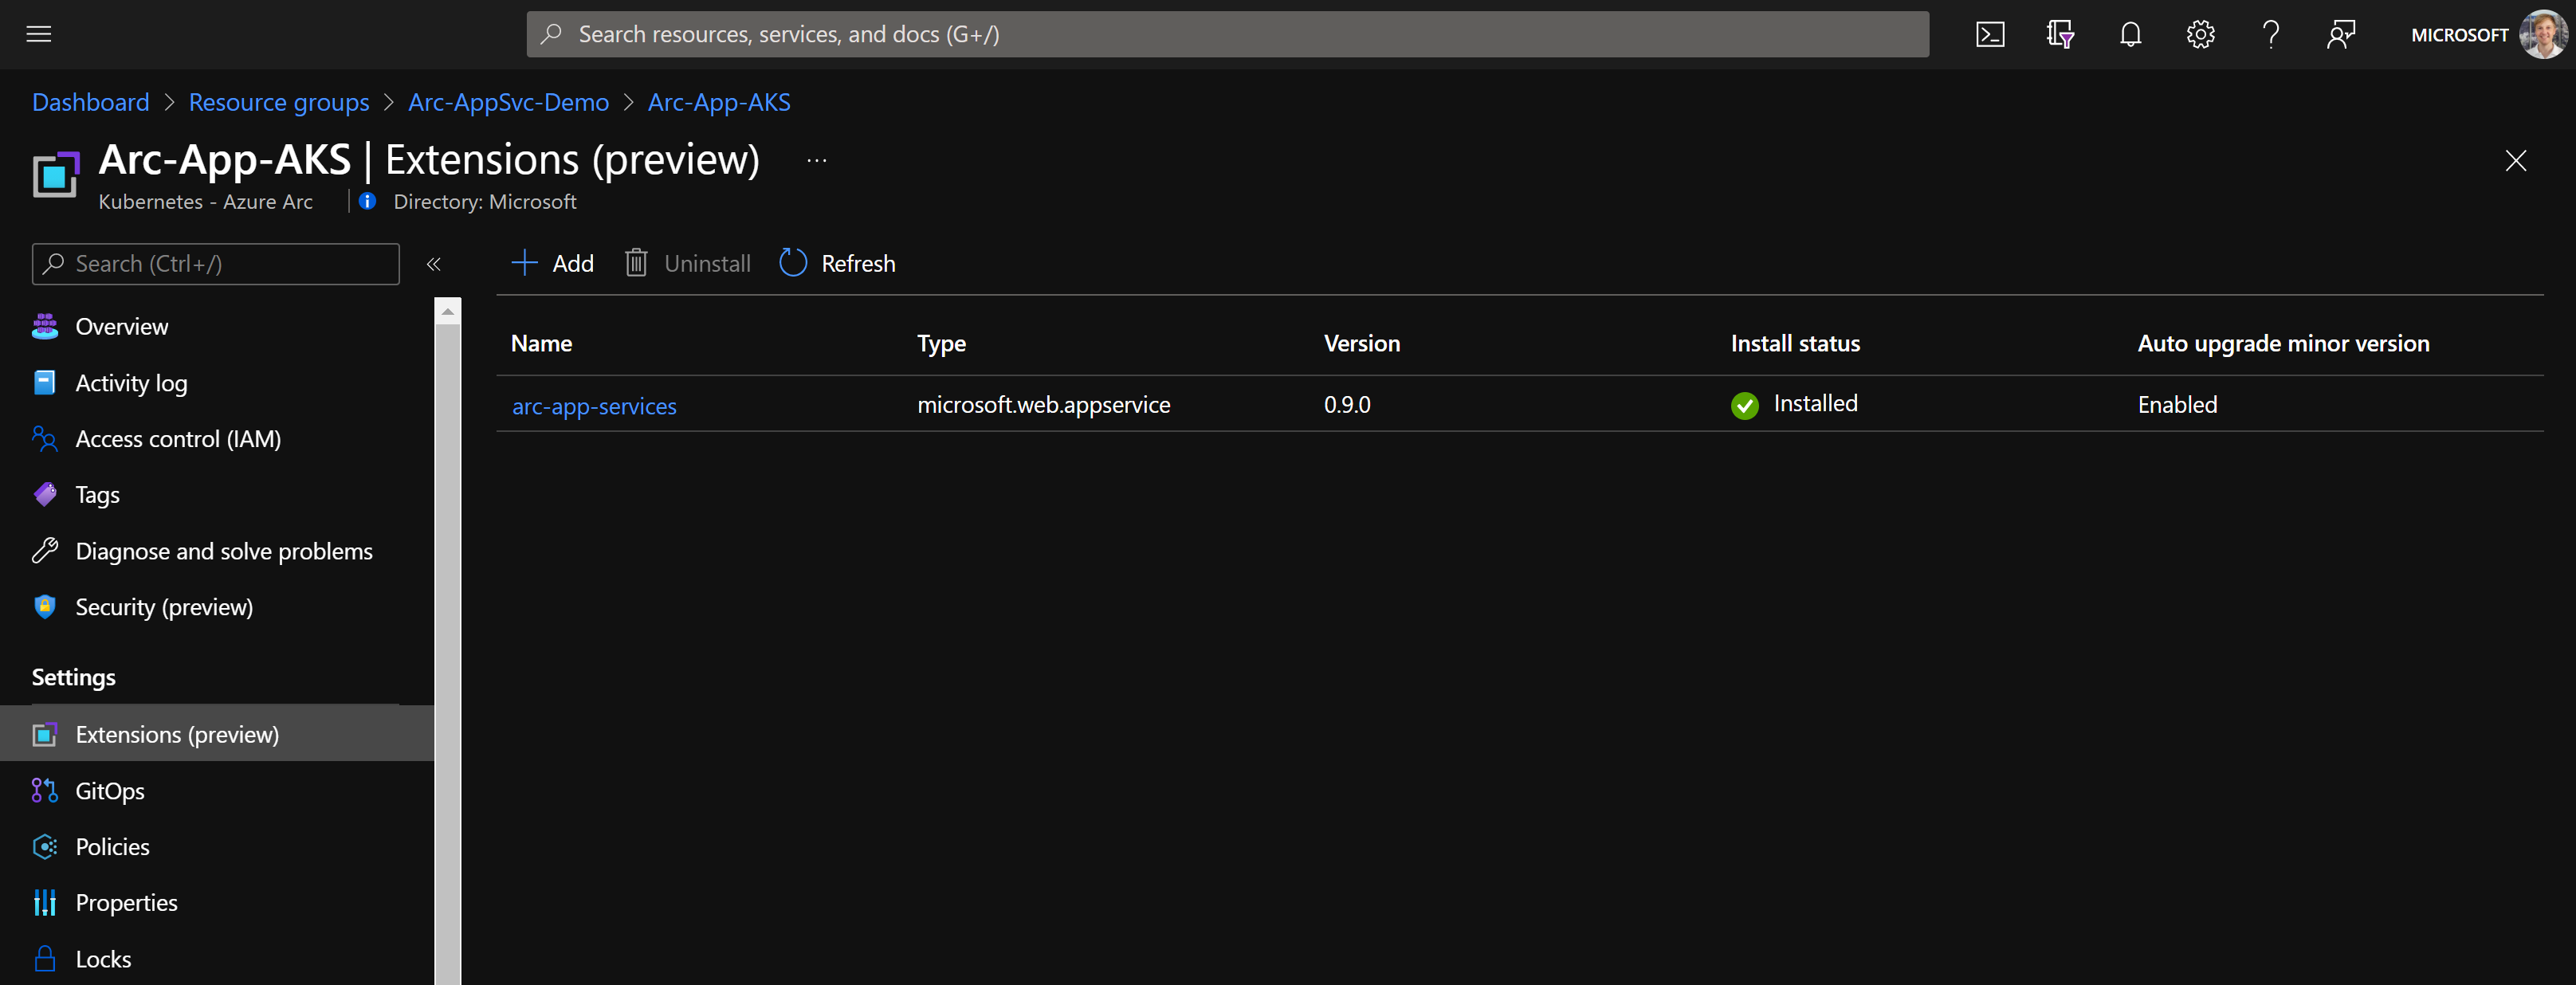 Search resources, services, and docs (G+/)
MICROSOFT
Dashboard > Resource groups > Arc-AppSvc-Demo > Arc-App-AKS
Arc-App-AKS | Extensions (preview) ...
Kubernetes - Azure Arc
Directory: Microsoft
Search (Ctrl+/)
Overview
Activity log
Access control (IAM)
Tags
Diagnose and solve problems
Security (preview)
Settings
Extensions (preview)
GitOps
Policies
Properties
Locks
Add Uninstall Refresh
Name Type Version Install status Auto upgrade minor version
arc-app-services microsoft.web.appservice 0.9.0 Installed Enabled